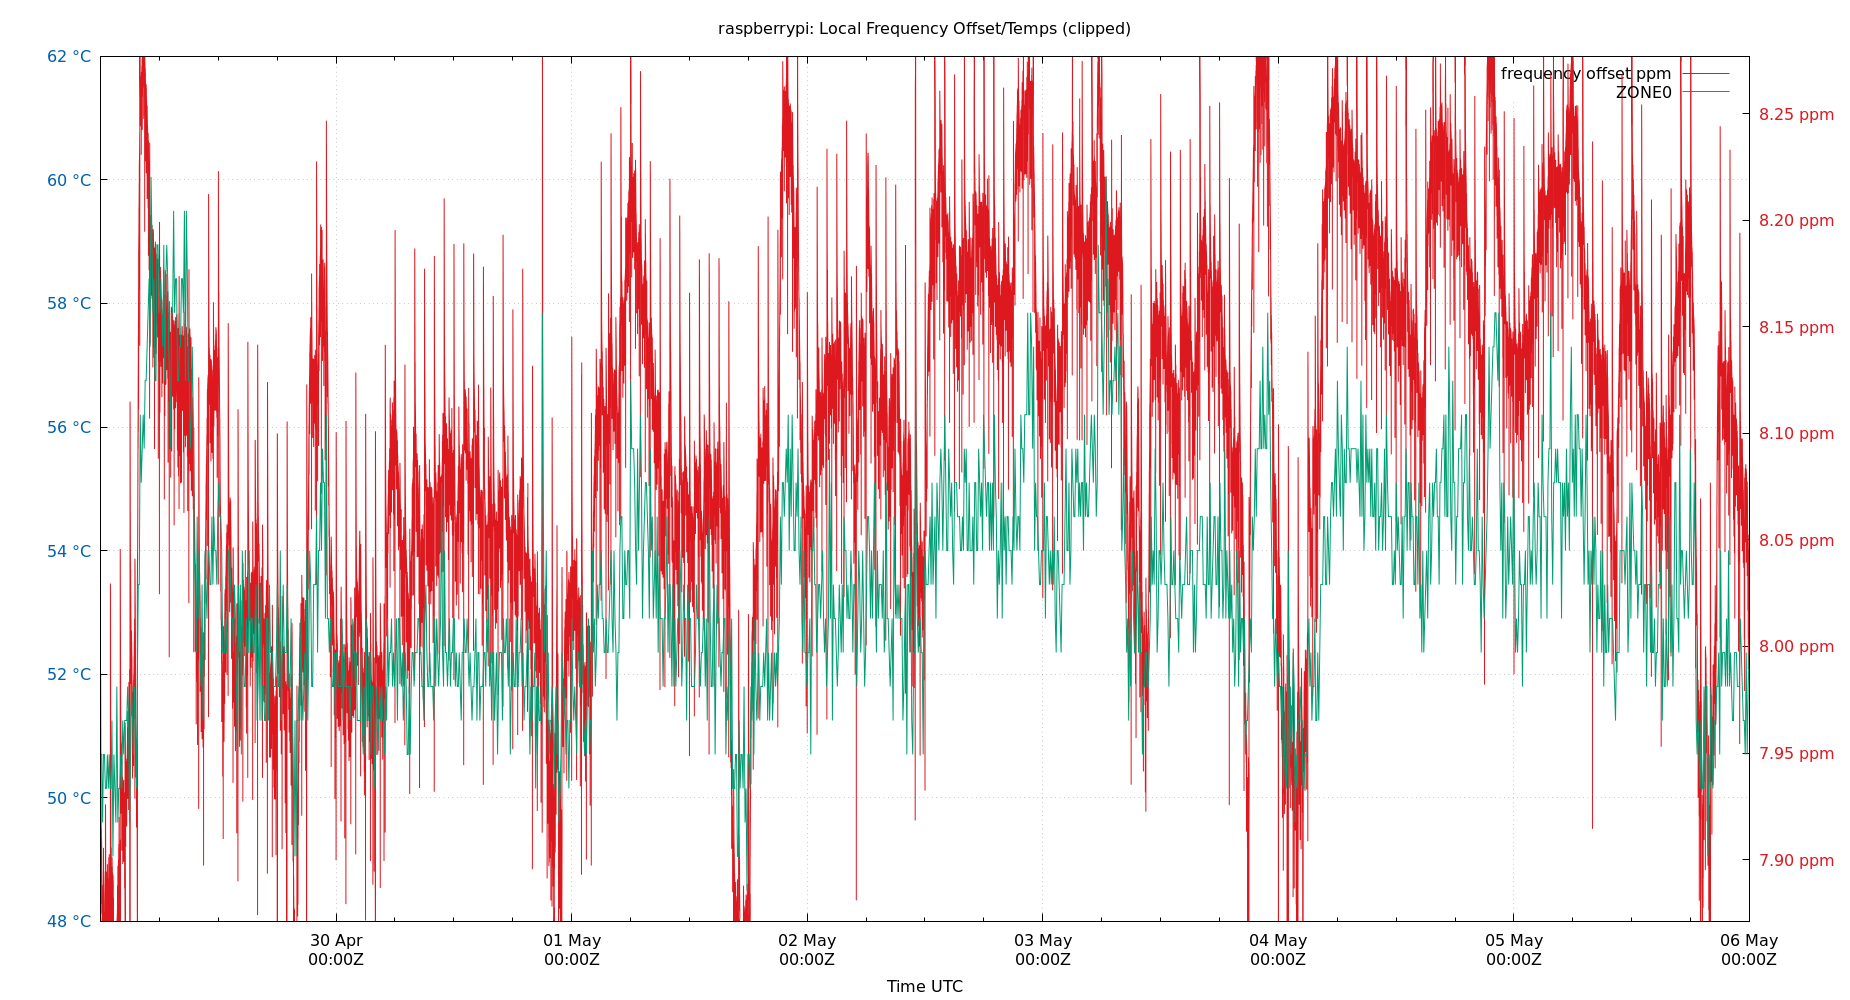 raspberrypi: Local Frequency Offset/Temps (clipped)
62 °C
60 °C
58 °C
56 °C
54 °C
52 °C
50 °C
48 °C
frequency offset ppm
ZONE0
8.25 ppm
8.20 ppm
8.15 ppm
8.10 ppm
8.05 ppm
8.00 ppm
7.95 ppm
7.90 ppm
30 Apr 01 May 02 May 03 May 04 May 05 May 06 May
00:00Z 00:00Z 00:00Z 00:00Z 00:00Z 00:00Z 00:00Z
Time UTC